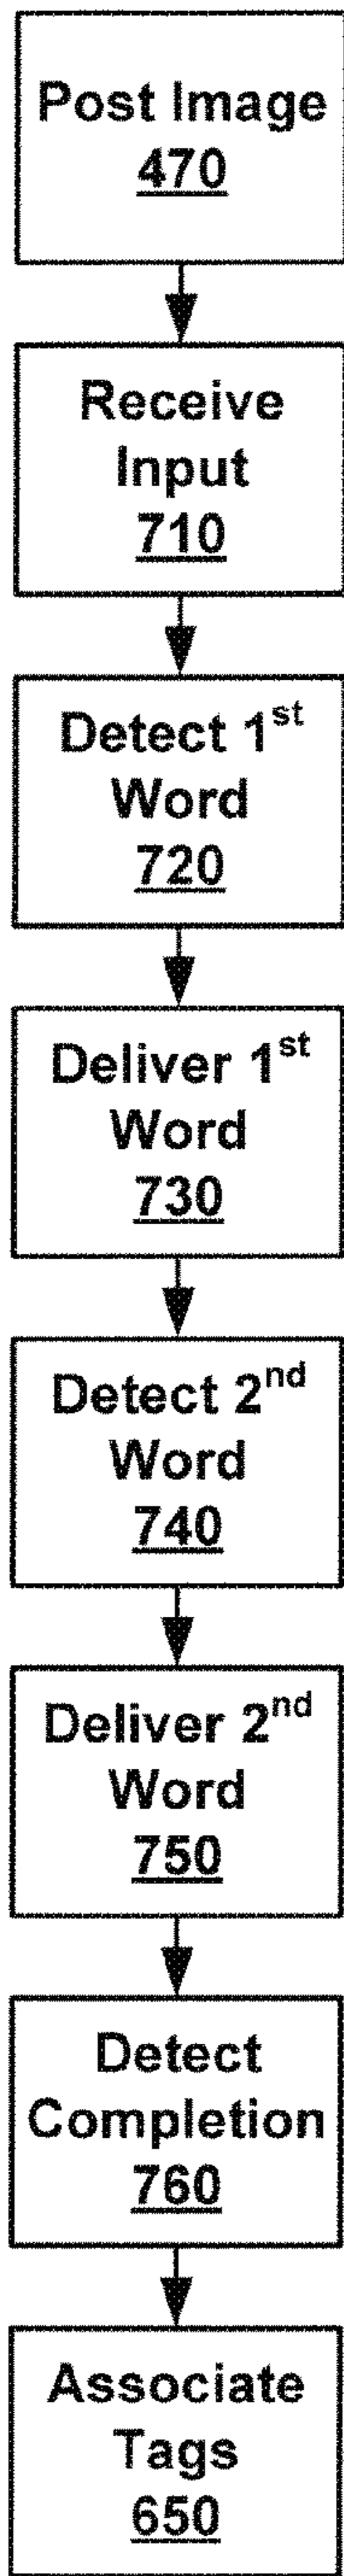 Post Image
470
Receive
Input
710
Detect 1st
Word
720
Deliver 1st
Word
730
Detect 2nd
Word
740
Deliver 2nd
Word
750
Detect
Completion
760
Associate
Tags
650